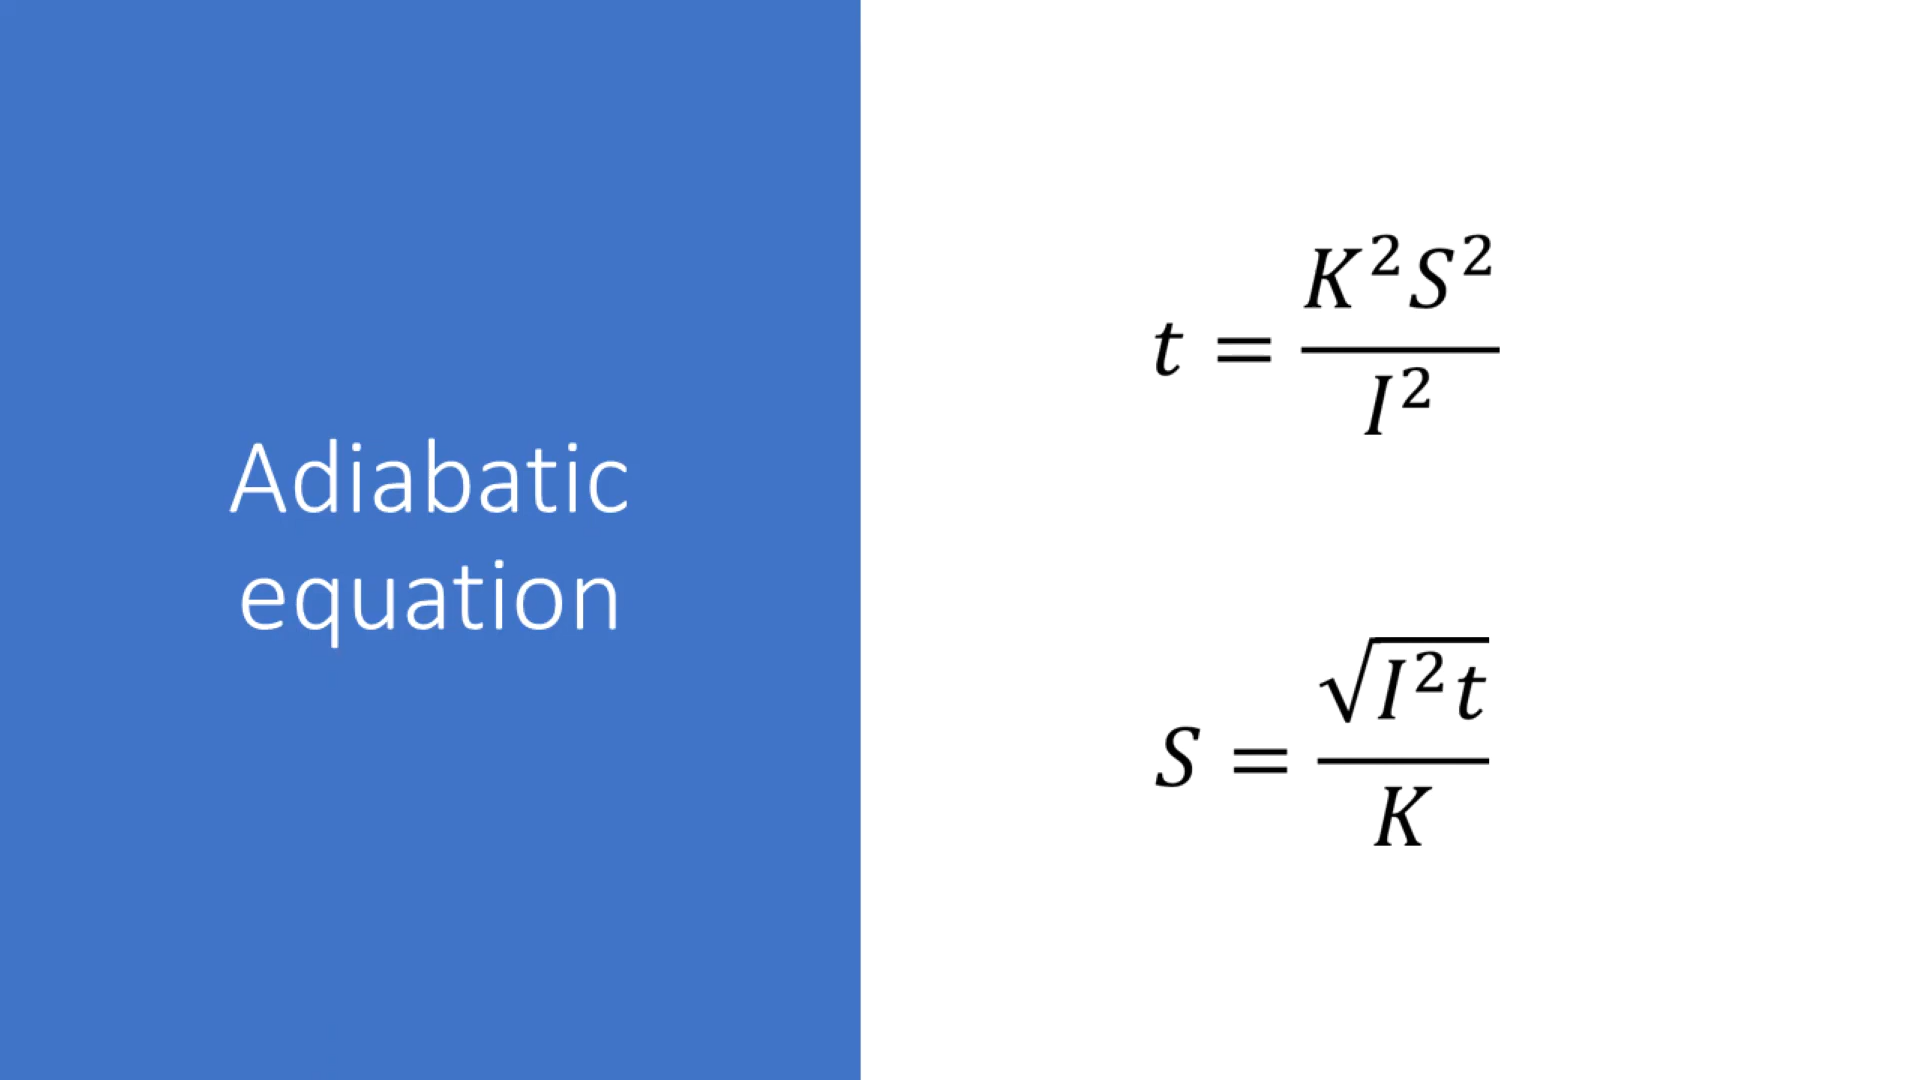 Adiabatic
equation
t = K²S² / I²
S = √(I²t) / K